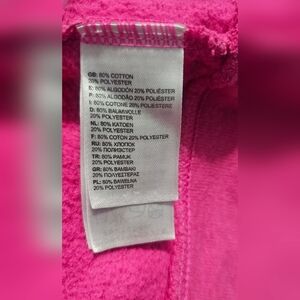 GB: 80% COTTON
20% POLYESTER
E: 80% ALGODÓN 20% POLIÉSTER
P: 80% ALGODÃO 20% POLIÉSTER
I: 80% COTONE 20% POLIESTERE
D: 80% BAUMWOLLE
20% POLYESTER
NL: 80% KATOEN
20% POLYESTER
F: 80% COTON 20% POLYESTER
RU: 80% ХЛОПОК
20% ПОЛИЭСТЕР
TR: 80% PAMUK
20% POLYESTER
GR: 80% ΒΑΜΒΑΚΙ
20% ΠΟΛΥΕΣΤΕΡΑΣ
PL: 80% BAWEŁNA
20% POLYESTER